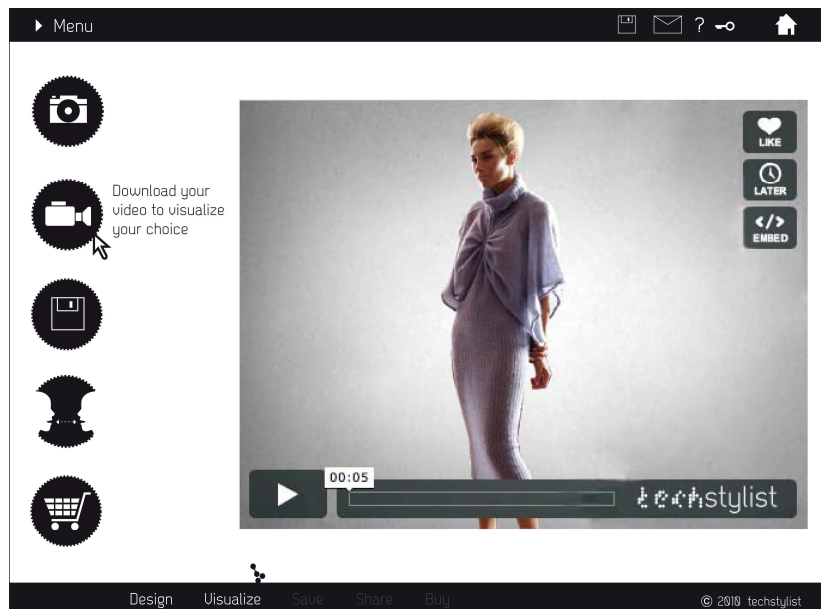 Menu
?
Download your
video to visualize
your choice
LIKE
LATER
</>
EMBED
00:05
techstylist
Design Visualize Save Share Buy
© 2010 techstylist